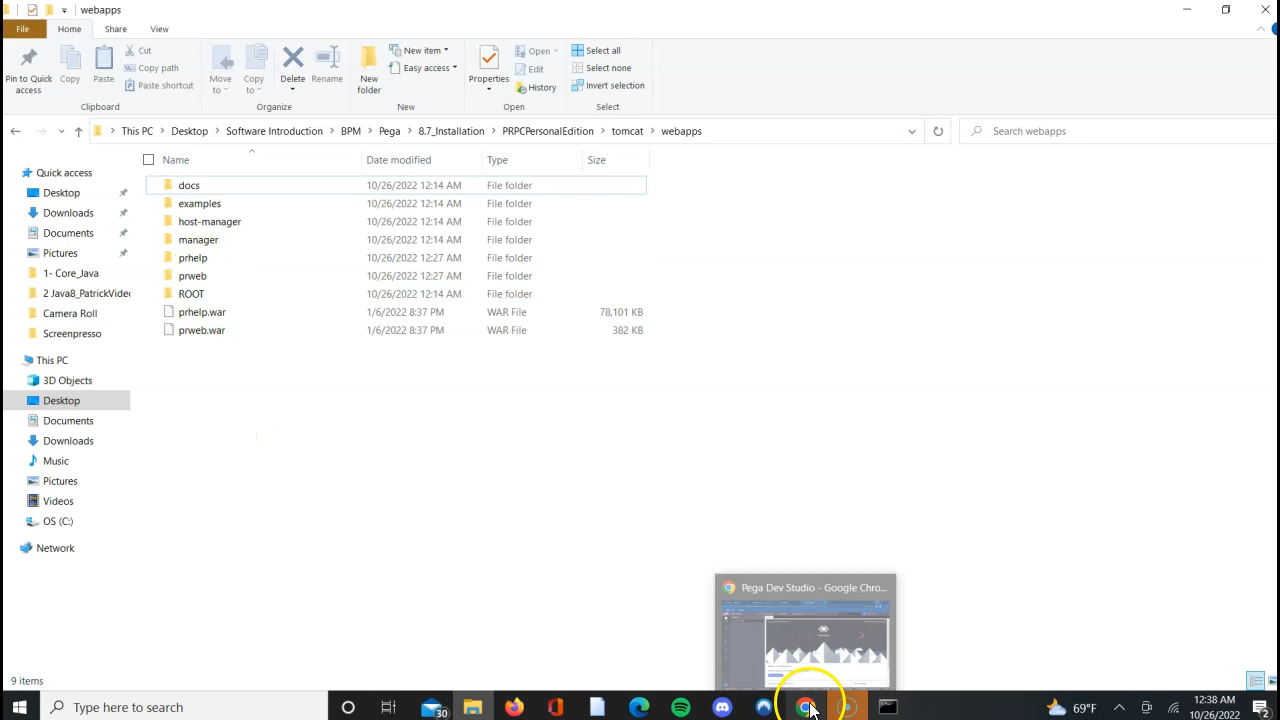 webapps
File Home Share View
Pin to Quick access
Copy
Paste
Cut
Copy path
Paste shortcut
Clipboard
Move to
Copy to
Delete
Rename
Organize
New folder
New item
Easy access
New
Properties
Open
Edit
History
Open
Select all
Select none
Invert selection
Select
This PC > Desktop > Software Introduction > BPM > Pega > 8.7_Installation > PRPCPersonalEdition > tomcat > webapps
Search webapps
Quick access
Desktop
Downloads
Documents
Pictures
1- Core_Java
2 Java8_PatrickVide
Camera Roll
Screenpresso
This PC
3D Objects
Desktop
Documents
Downloads
Music
Pictures
Videos
OS (C:)
Network
Name Date modified Type Size
docs 10/26/2022 12:14 AM File folder
examples 10/26/2022 12:14 AM File folder
host-manager 10/26/2022 12:14 AM File folder
manager 10/26/2022 12:14 AM File folder
prhelp 10/26/2022 12:27 AM File folder
prweb 10/26/2022 12:27 AM File folder
ROOT 10/26/2022 12:14 AM File folder
prhelp.war 1/6/2022 8:37 PM WAR File 78,101 KB
prweb.war 1/6/2022 8:37 PM WAR File 382 KB
Pega Dev Studio - Google Chro...
9 items
Type here to search
30
69°F
12:38 AM
10/26/2022
2